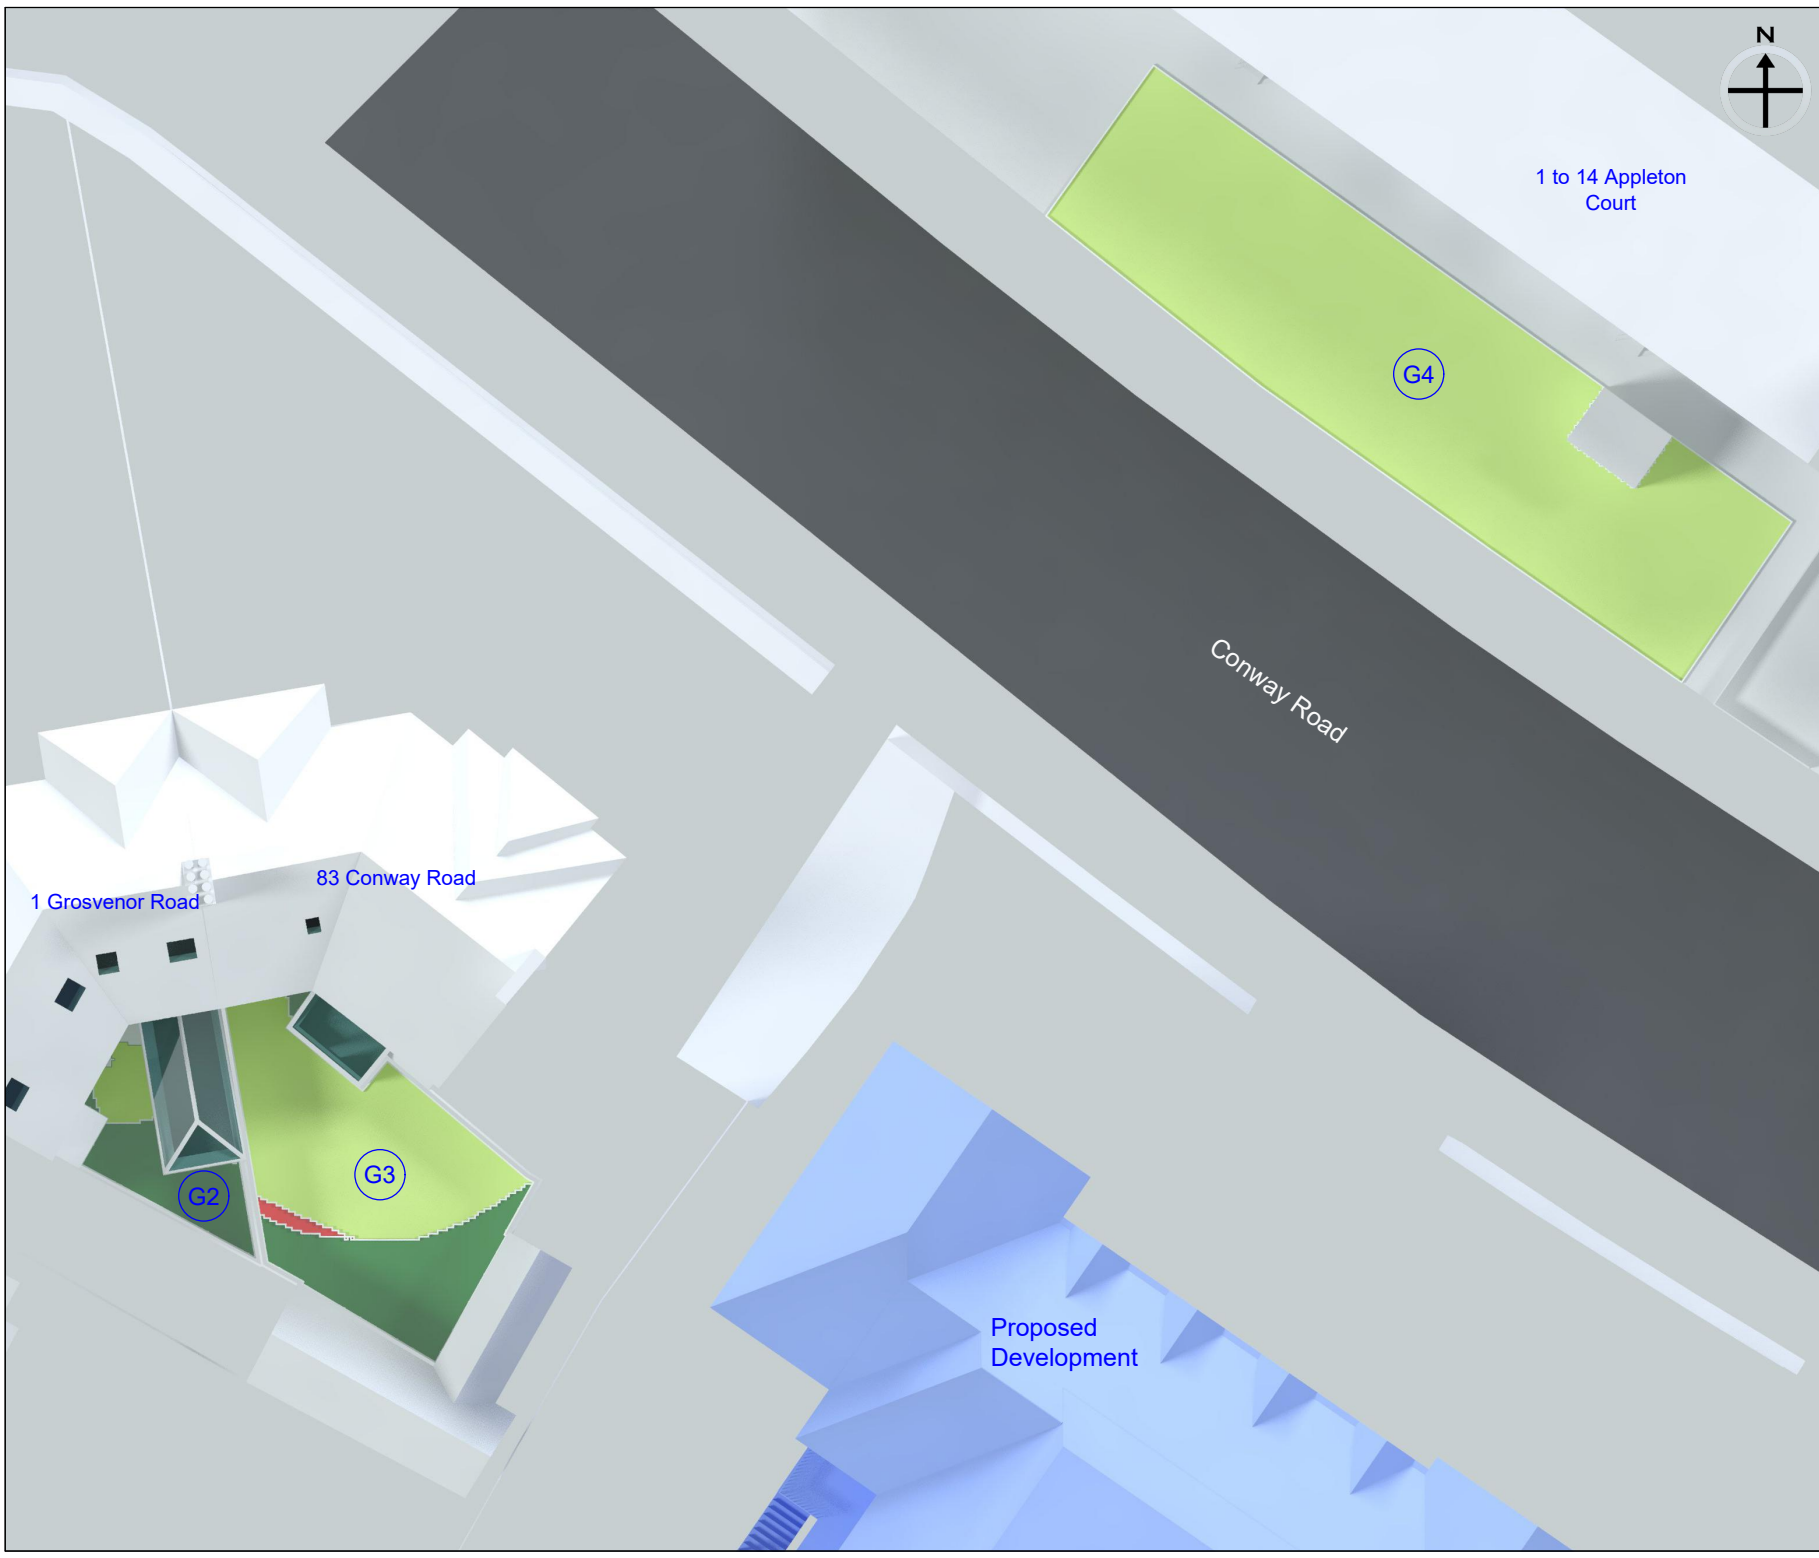 N
1 to 14 Appleton
Court
G4
Conway Road
83 Conway Road
1 Grosvenor Road
G3
G2
Proposed
Development